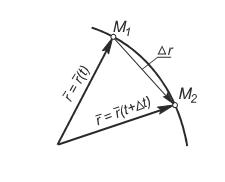 M₁
Δr
r̄ = r̄(t)
M₂
r̄ = r̄(t+Δt)